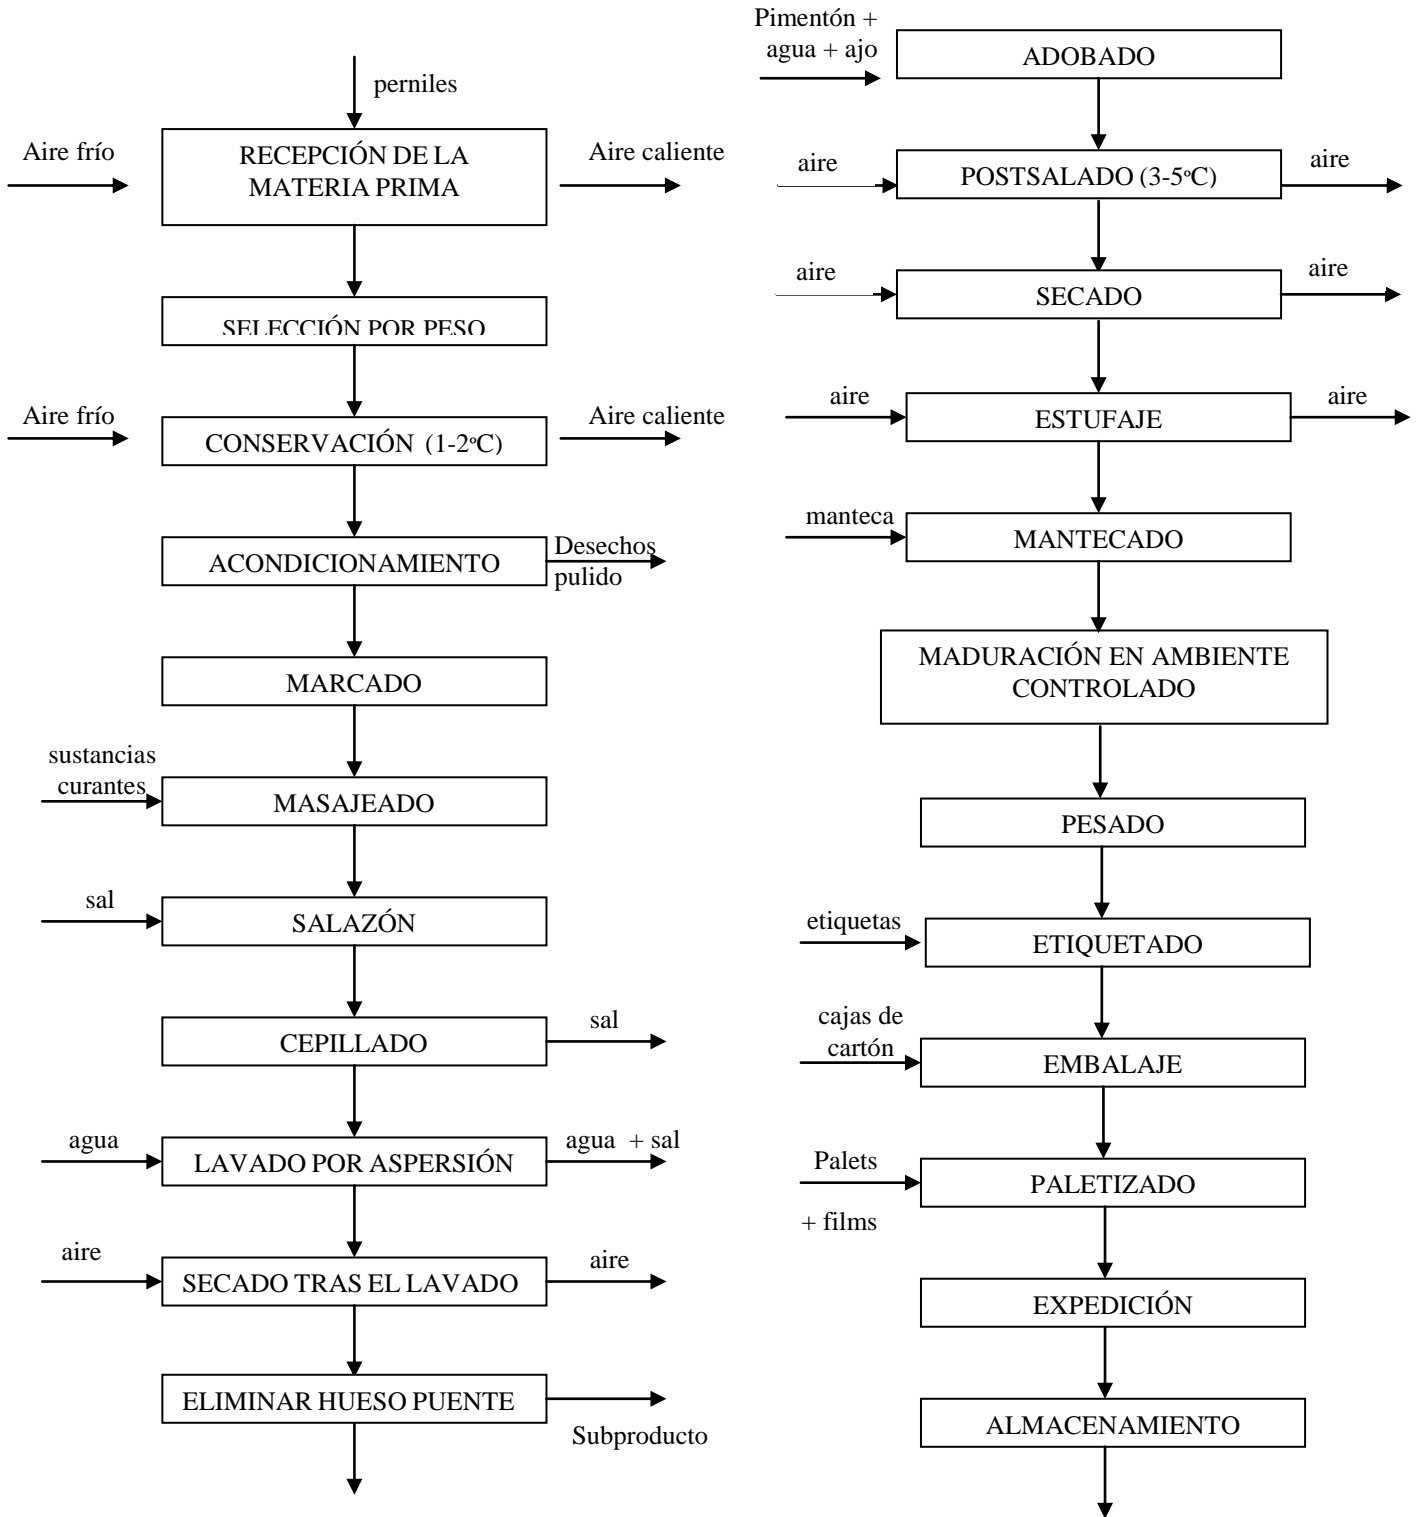 perniles
Aire frío
RECEPCIÓN DE LA
MATERIA PRIMA
Aire caliente
SELECCIÓN POR PESO
Aire frío
CONSERVACIÓN (1-2ºC)
Aire caliente
ACONDICIONAMIENTO
Desechos
pulido
MARCADO
sustancias
curantes
MASAJEADO
sal
SALAZÓN
CEPILLADO
sal
agua
LAVADO POR ASPERSIÓN
agua + sal
aire
SECADO TRAS EL LAVADO
aire
ELIMINAR HUESO PUENTE
Subproducto
Pimentón +
agua + ajo
ADOBADO
aire
POSTSALADO (3-5ºC)
aire
aire
SECADO
aire
aire
ESTUFAJE
aire
manteca
MANTECADO
MADURACIÓN EN AMBIENTE
CONTROLADO
PESADO
etiquetas
ETIQUETADO
cajas de
cartón
EMBALAJE
Palets
+ films
PALETIZADO
EXPEDICIÓN
ALMACENAMIENTO